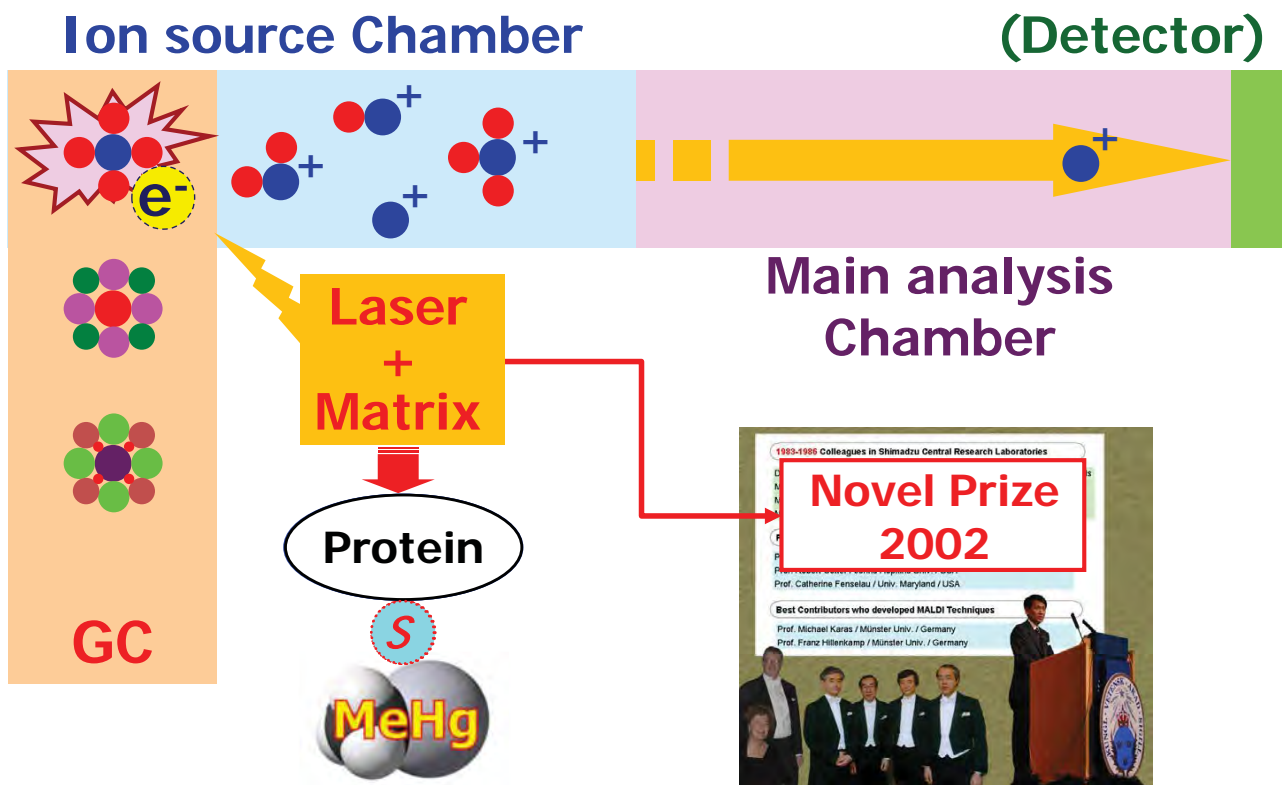 Ion source Chamber
(Detector)
e-
+
+
+
+
+
+
Main analysis
Chamber
Laser
+
Matrix
Protein
S
MeHg
GC
1983-1986 Colleagues in Shimadzu Central Research Laboratories
Novel Prize
2002
Prof. Catherine Fenselau / Univ. Maryland / USA
Best Contributors who developed MALDI Techniques
Prof. Michael Karas / Münster Univ. / Germany
Prof. Franz Hillenkamp / Münster Univ. / Germany